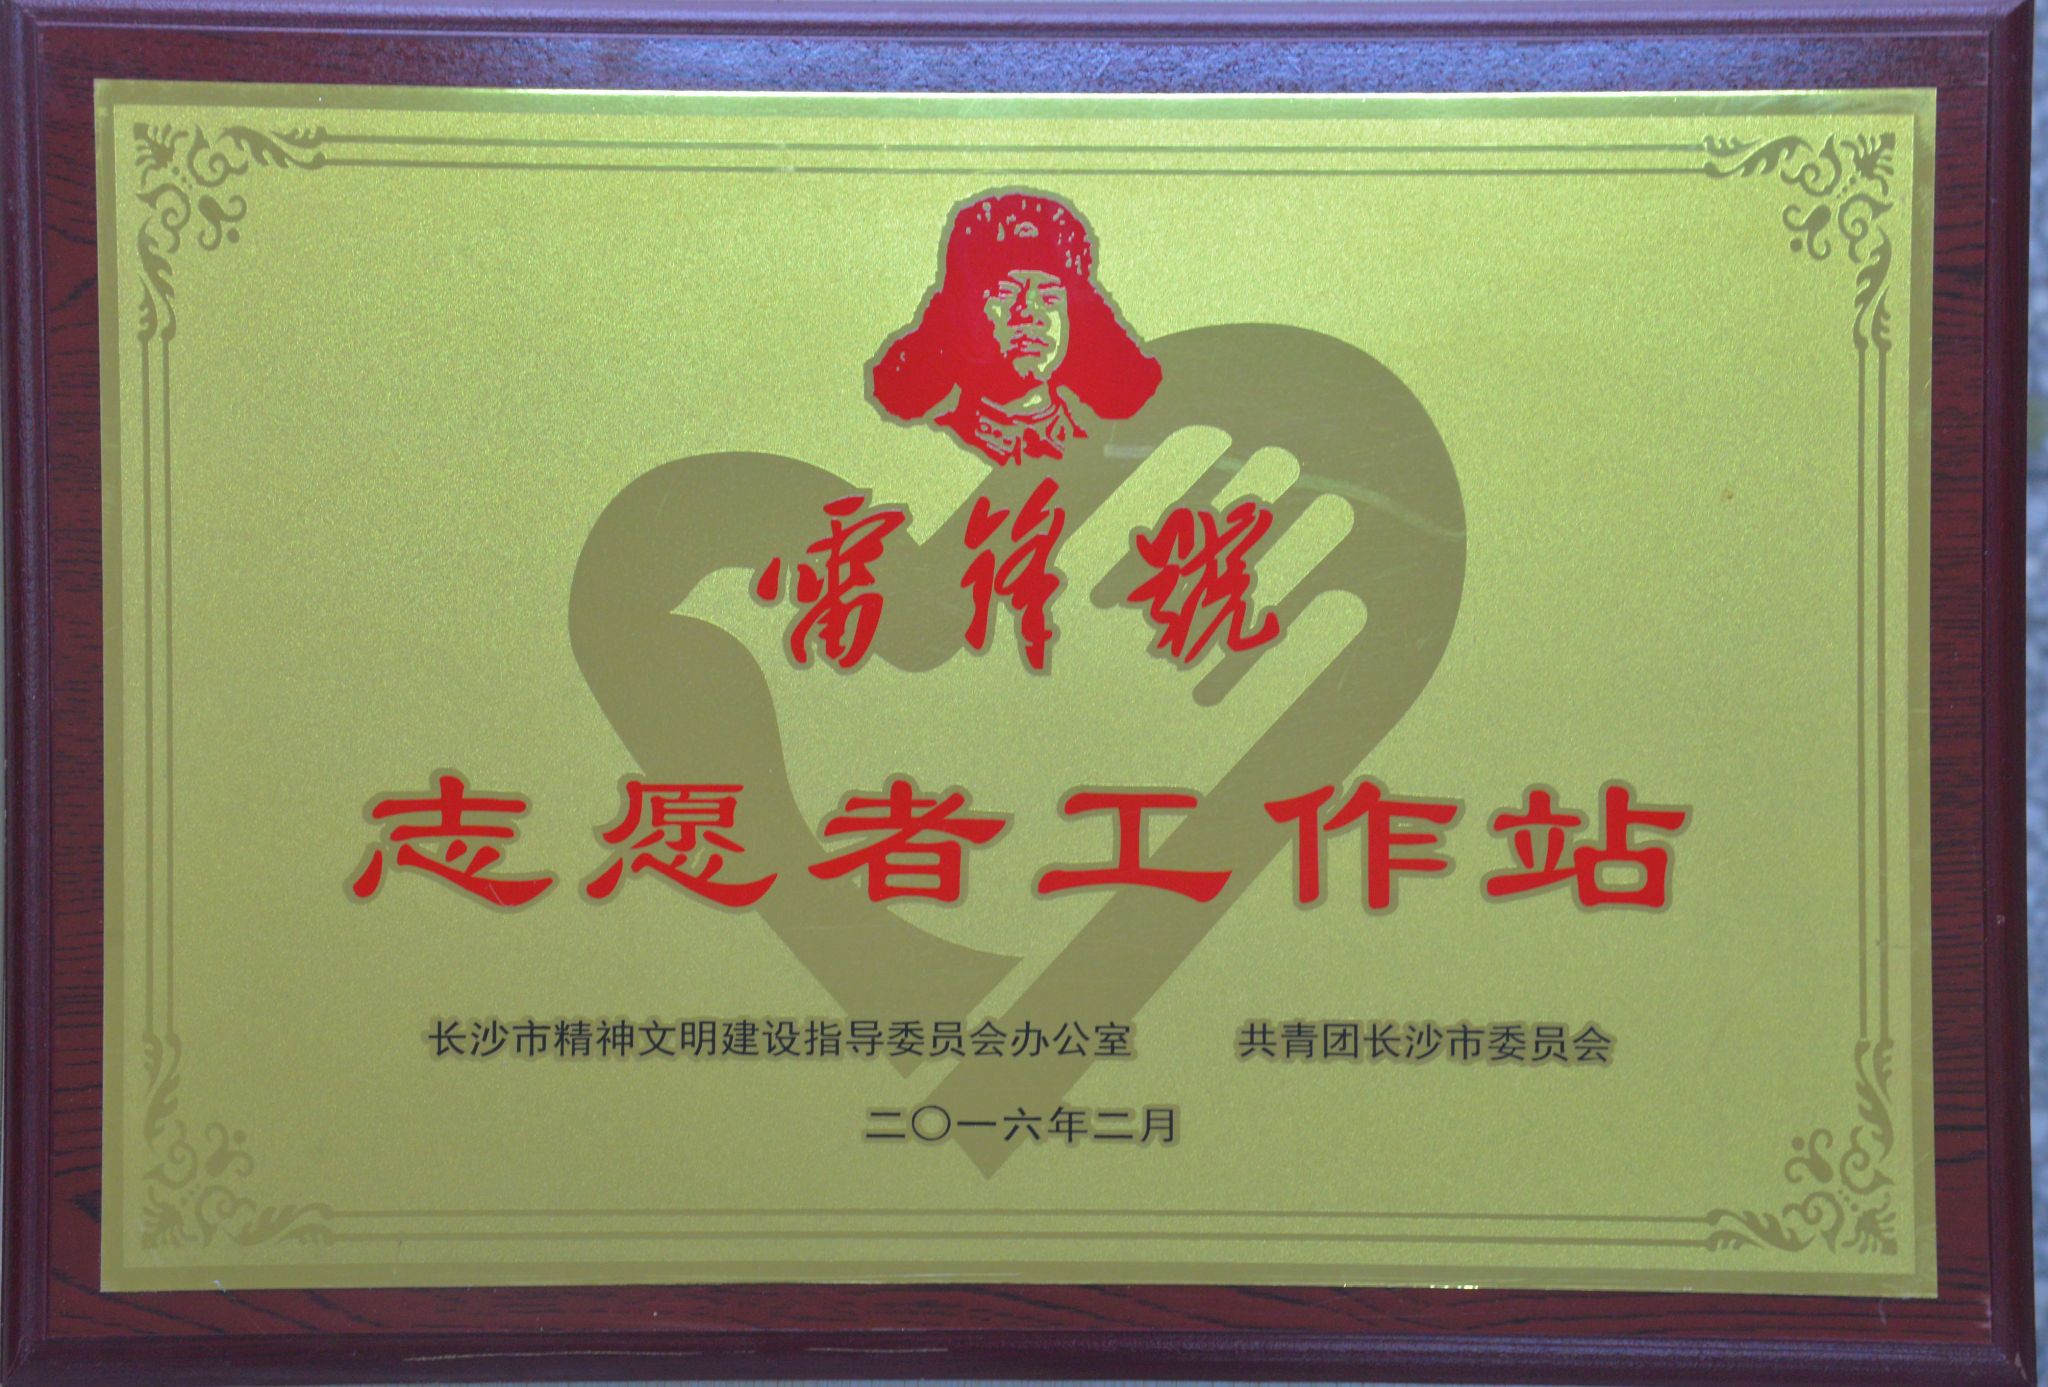 雷锋號
志愿者工作站
长沙市精神文明建设指导委员会办公室 共青团长沙市委员会
二〇一六年二月